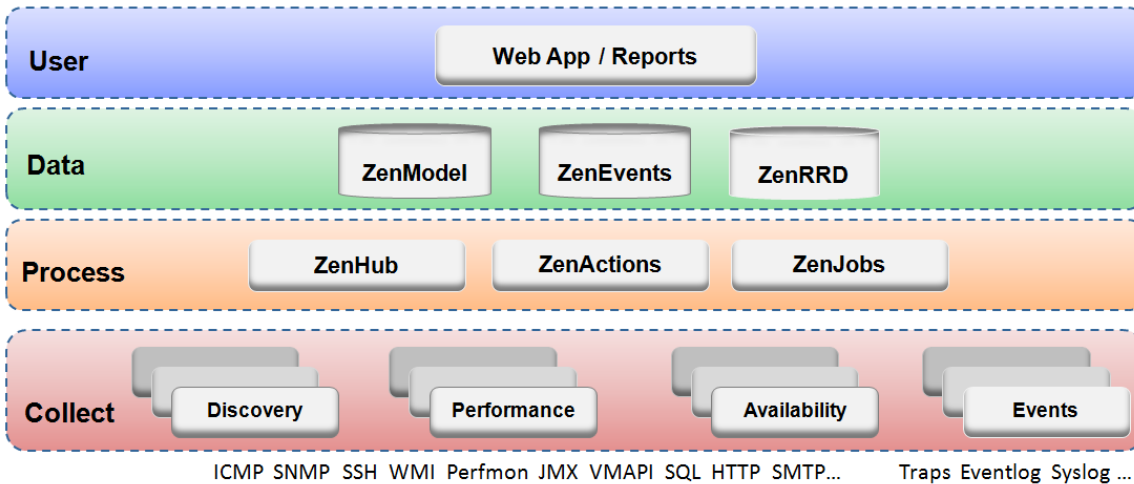 User
Web App / Reports
Data
ZenModel
ZenEvents
ZenRRD
Process
ZenHub
ZenActions
ZenJobs
Collect
Discovery
Performance
Availability
Events
ICMP SNMP SSH WMI Perfmon JMX VMAPI SQL HTTP SMTP... Traps Eventlog Syslog ...